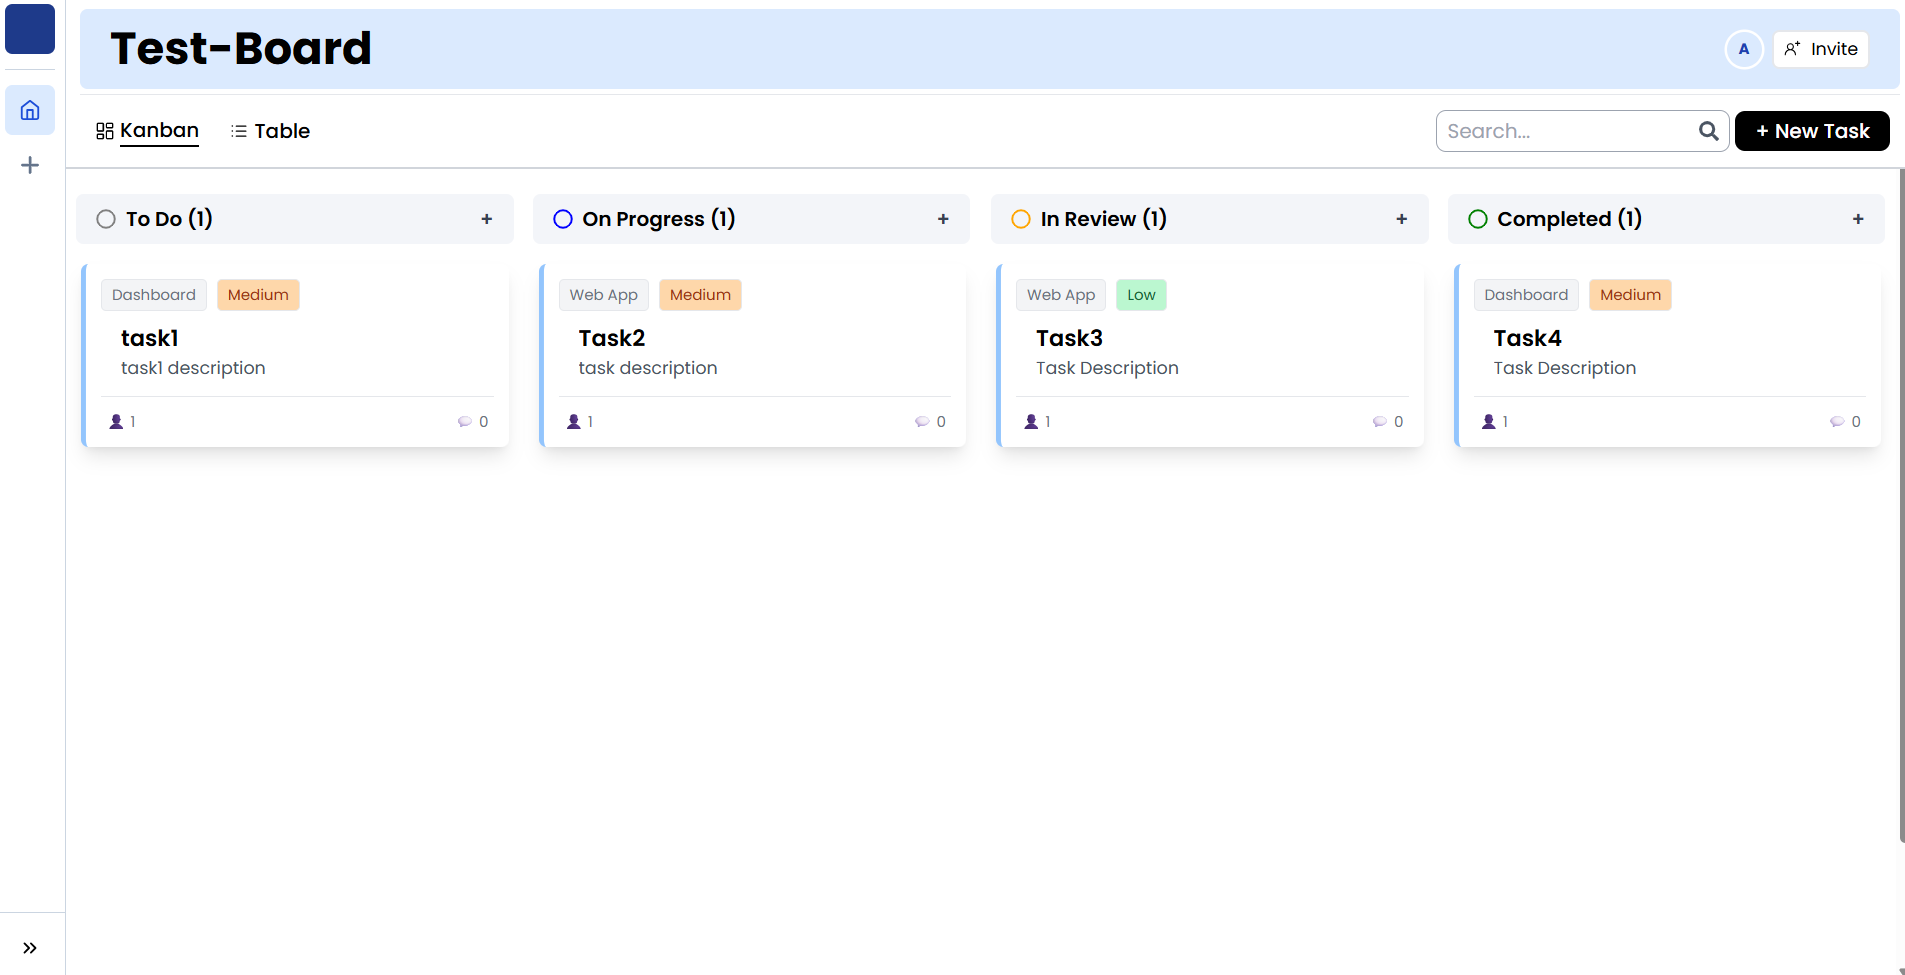 Test-Board
A
Invite
Kanban
Table
Search...
+ New Task
To Do (1)
+
Dashboard
Medium
task1
task1 description
1
0
On Progress (1)
+
Web App
Medium
Task2
task description
1
0
In Review (1)
+
Web App
Low
Task3
Task Description
1
0
Completed (1)
+
Dashboard
Medium
Task4
Task Description
1
0